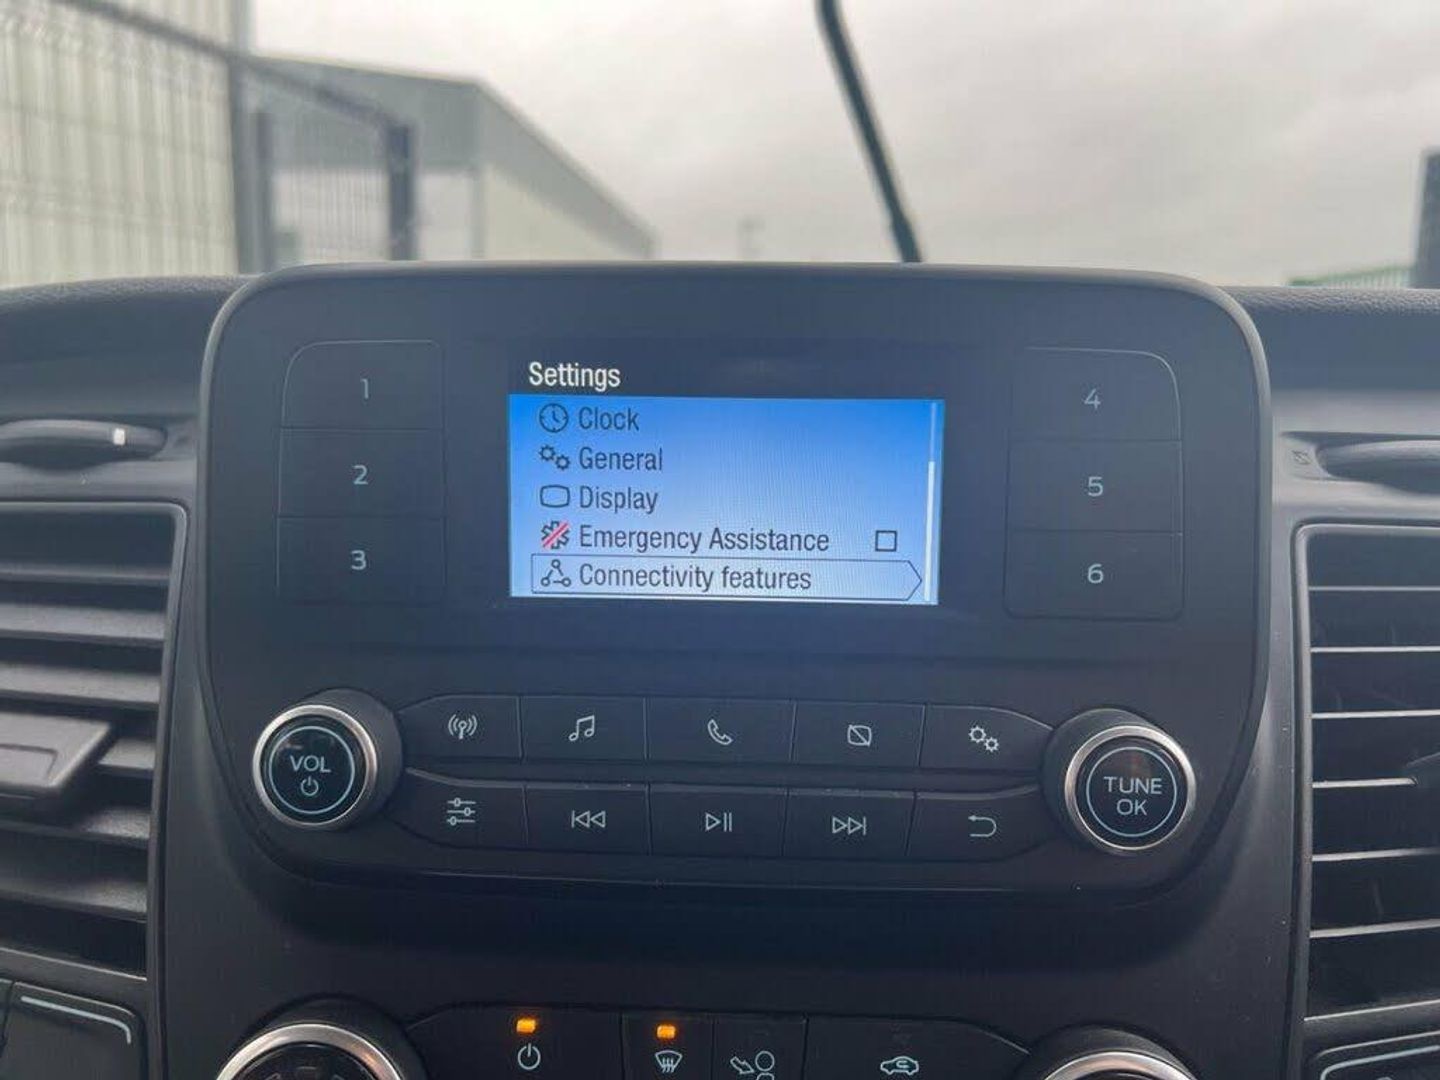 Settings
Clock
General
Display
Emergency Assistance
Connectivity features
1
2
3
4
5
6
VOL
TUNE
OK